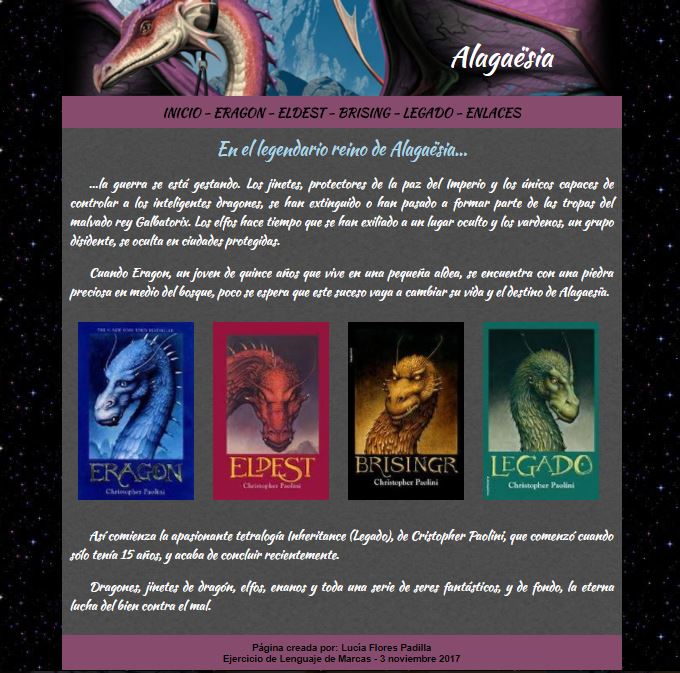 Alagaësia
INICIO - ERAGON - ELDEST - BRISING - LEGADO - ENLACES
En el legendario reino de Alagaësia...
...la guerra se está gestando. Los jinetes, protectores de la paz del Imperio y los únicos capaces de
controlar a los inteligentes dragones, se han extinguido o han pasado a formar parte de las tropas del
malvado rey Galbatorix. Los elfos hace tiempo que se han exiliado a un lugar oculto y los vardenos, un grupo
disidente, se oculta en ciudades protegidas.
Cuando Eragon, un joven de quince años que vive en una pequeña aldea, se encuentra con una piedra
preciosa en medio del bosque, poco se espera que este suceso vaya a cambiar su vida y el destino de Alagaesïa.
THE #1 NEW YORK TIMES BESTSELLER
ERAGON
Christopher Paolini
ELDEST
Christopher Paolini
BRISINGR
Christopher Paolini
LEGADO
Christopher Paolini
Así comienza la apasionante tetralogía Inheritance (Legado), de Cristopher Paolini, que comenzó cuando
sólo tenía 15 años, y acaba de concluir recientemente.
Dragones, jinetes de dragón, elfos, enanos y toda una serie de seres fantásticos, y de fondo, la eterna
lucha del bien contra el mal.
Página creada por: Lucía Flores Padilla
Ejercicio de Lenguaje de Marcas - 3 noviembre 2017